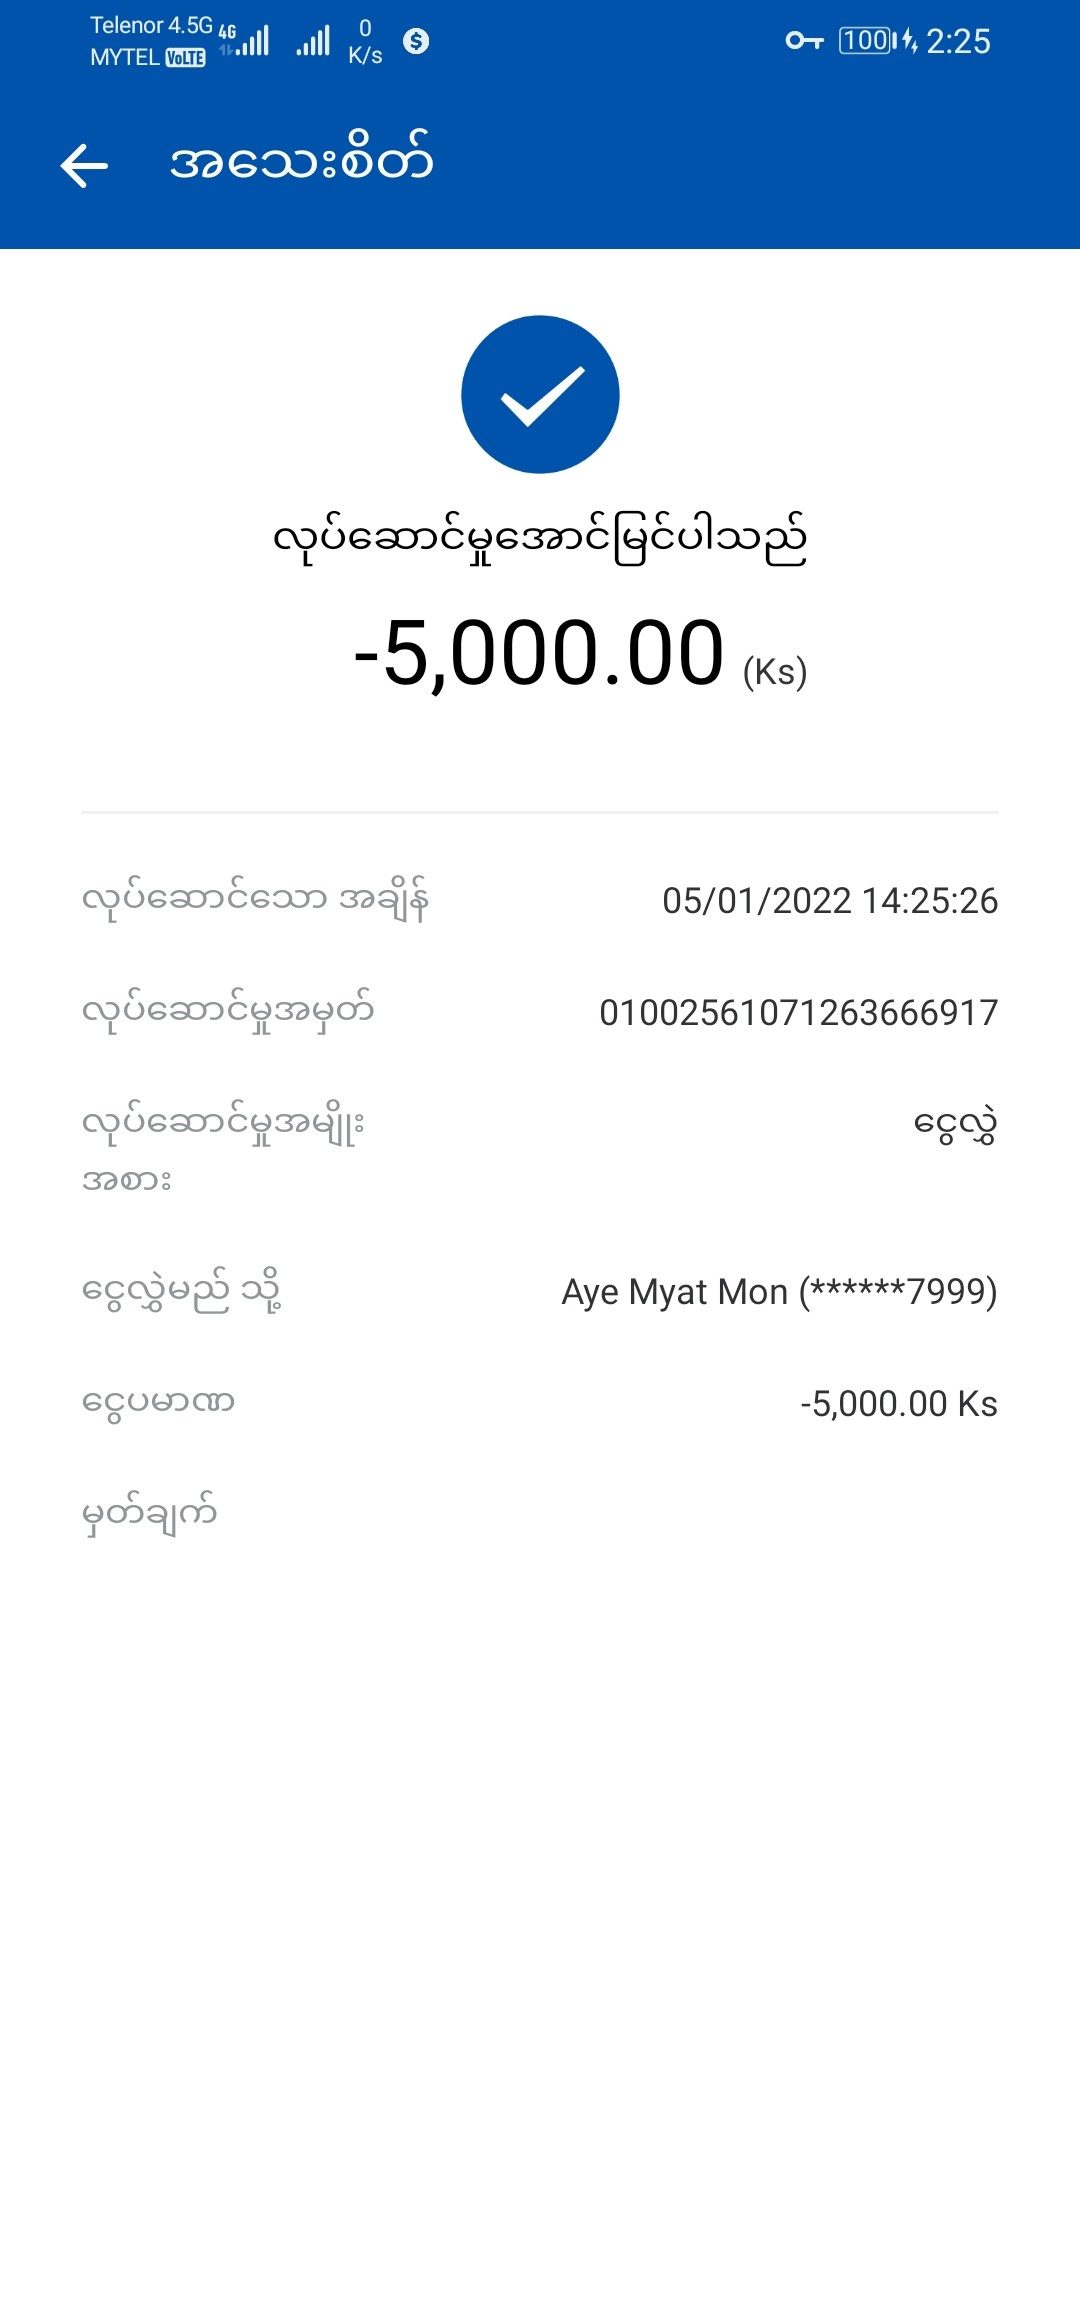 Telenor 4.5G 4G 0 100 2:25
MYTEL VoLTE K/s
အသေးစိတ်
လုပ်ဆောင်မှုအောင်မြင်ပါသည်
-5,000.00 (Ks)
လုပ်ဆောင်သော အချိန် 05/01/2022 14:25:26
လုပ်ဆောင်မှုအမှတ် 01002561071263666917
လုပ်ဆောင်မှုအမျိုး ငွေလွှဲ
အစား
ငွေလွှဲမည် သို့ Aye Myat Mon (******7999)
ငွေပမာဏ -5,000.00 Ks
မှတ်ချက်